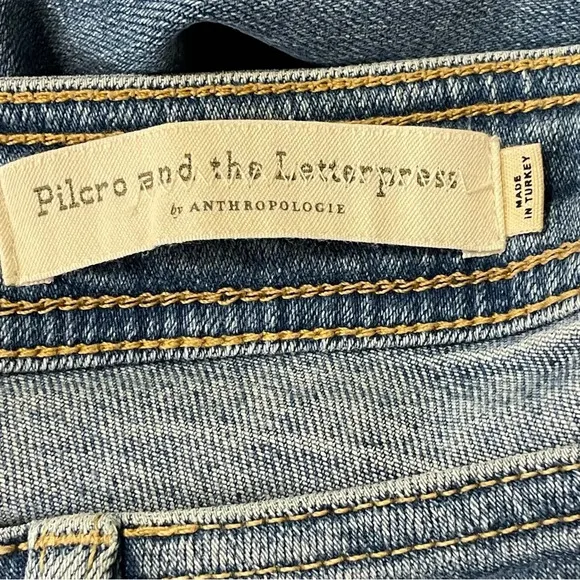 Pilcro and the Letterpress
by ANTHROPOLOGIE
MADE
IN TURKEY